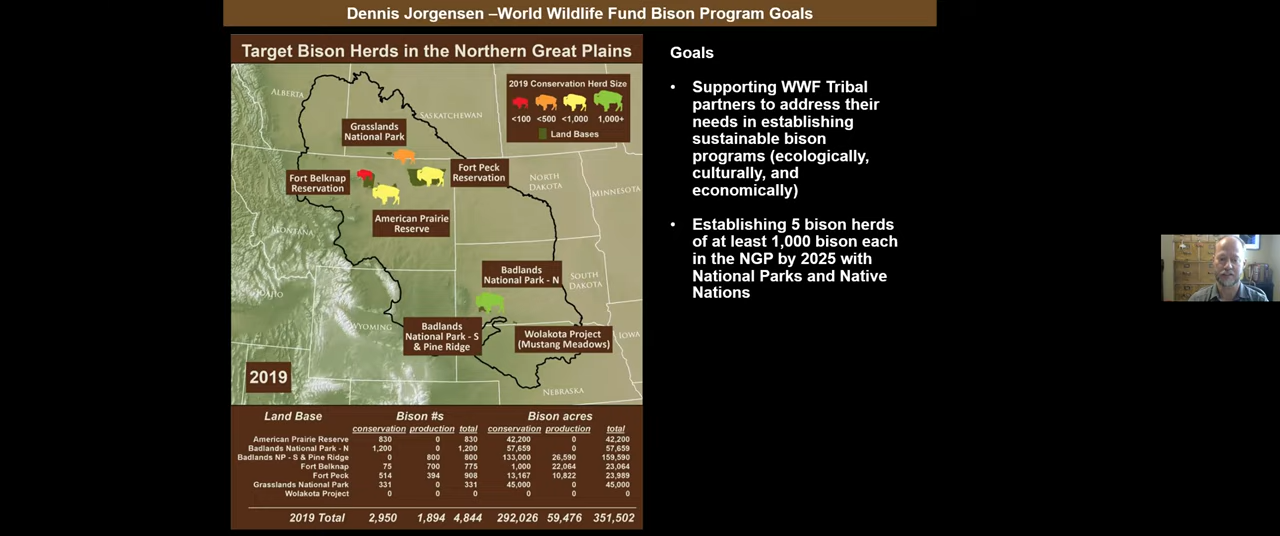 Dennis Jorgensen –World Wildlife Fund Bison Program Goals
Target Bison Herds in the Northern Great Plains
2019 Conservation Herd Size
<100 <500 <1,000 1,000+
Land Bases
ALBERTA
SASKATCHEWAN
Grasslands
National Park
Fort Peck
Reservation
Fort Belknap
Reservation
NORTH
DAKOTA
MINNESOTA
American Prairie
Reserve
MONTANA
Badlands
National Park - N
SOUTH
DAKOTA
IDAHO
WYOMING
Badlands
National Park - S
& Pine Ridge
Wolakota Project
(Mustang Meadows)
IOWA
2019
NEBRASKA
Land Base Bison #s Bison acres
conservation production total conservation production total
American Prairie Reserve 830 0 830 42,200 0 42,200
Badlands National Park - N 1,200 0 1,200 57,659 0 57,659
Badlands NP - S & Pine Ridge 0 800 800 133,000 26,590 159,590
Fort Belknap 75 700 775 1,000 22,064 23,064
Fort Peck 514 394 908 13,167 10,822 23,989
Grasslands National Park 331 0 331 45,000 0 45,000
Wolakota Project 0 0 0 0 0 0
2019 Total 2,950 1,894 4,844 292,026 59,476 351,502
Goals
• Supporting WWF Tribal
partners to address their
needs in establishing
sustainable bison
programs (ecologically,
culturally, and
economically)
• Establishing 5 bison herds
of at least 1,000 bison each
in the NGP by 2025 with
National Parks and Native
Nations